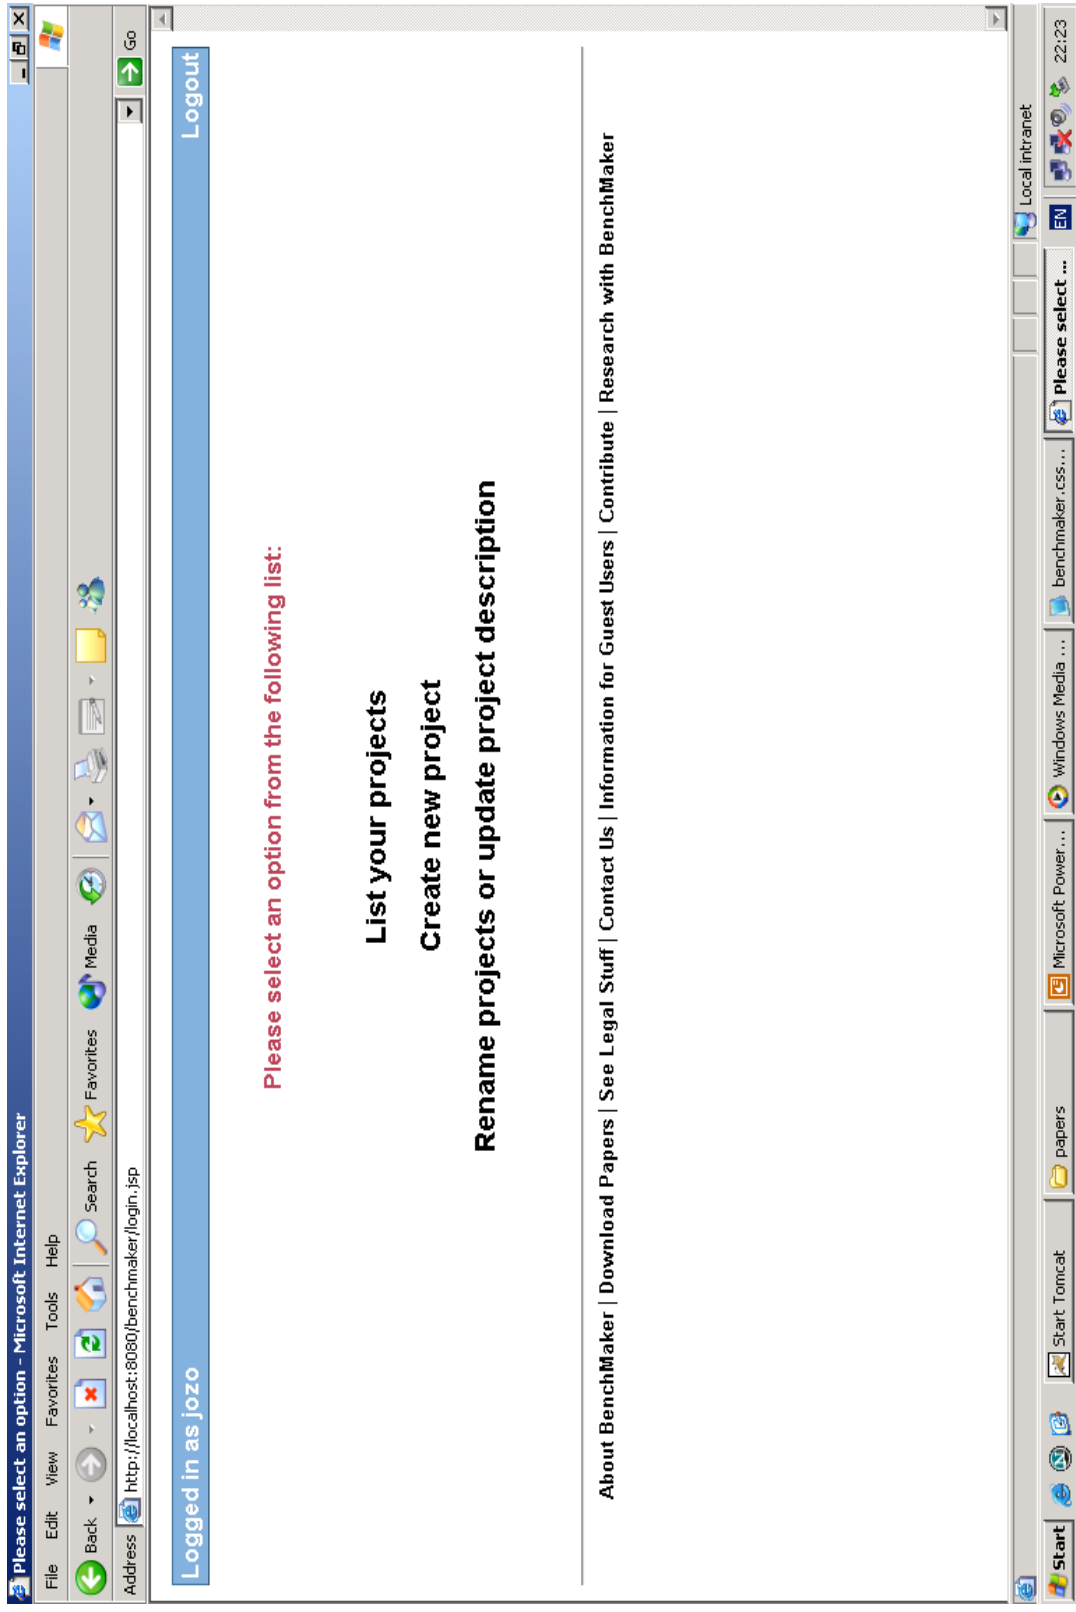 Please select an option - Microsoft Internet Explorer
File Edit View Favorites Tools Help
Back Search Favorites Media
Address http://localhost:8080/benchmaker/login.jsp Go
Logged in as jozo Logout
Please select an option from the following list:
List your projects
Create new project
Rename projects or update project description
About BenchMaker | Download Papers | See Legal Stuff | Contact Us | Information for Guest Users | Contribute | Research with BenchMaker
Local intranet
Start Start Tomcat papers Microsoft Power... Windows Media ... benchmaker.css... Please select ... EN 22:23